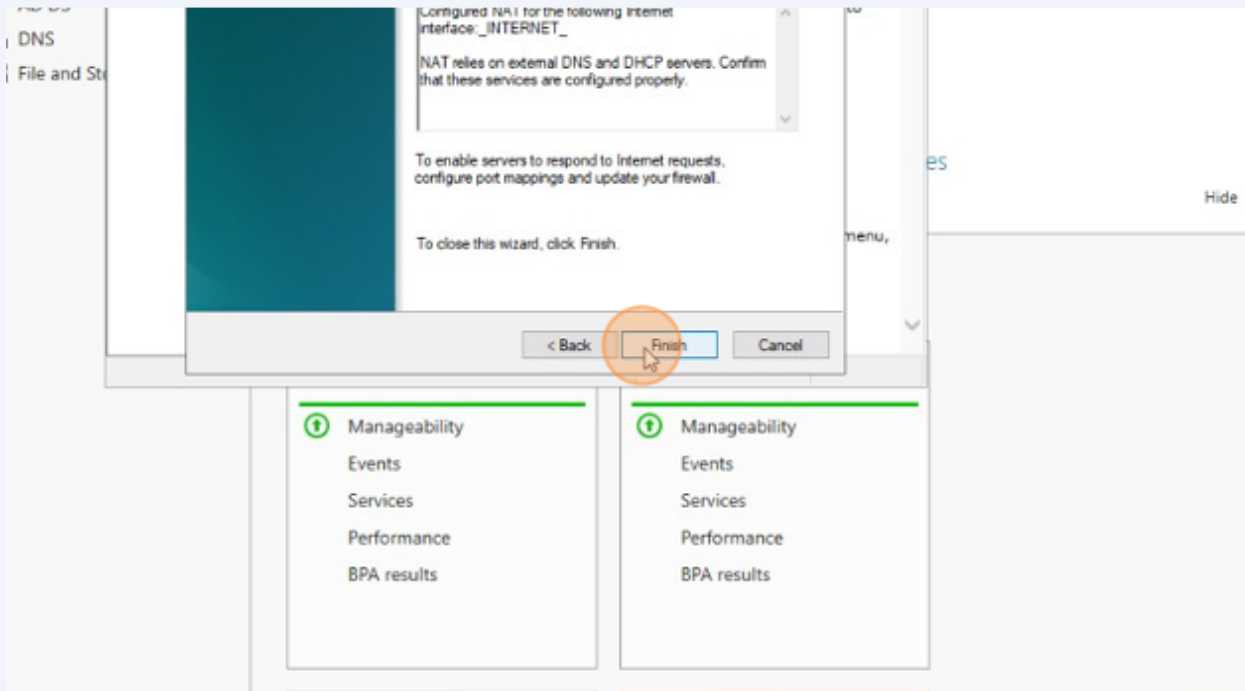 DNS
File and Sto
Configured NAT for the following Internet
interface:_INTERNET_
NAT relies on external DNS and DHCP servers. Confirm
that these services are configured properly.
To enable servers to respond to Internet requests,
configure port mappings and update your firewall.
To close this wizard, click Finish.
< Back
Finish
Cancel
to
es
Hide
menu,
Manageability
Events
Services
Performance
BPA results
Manageability
Events
Services
Performance
BPA results